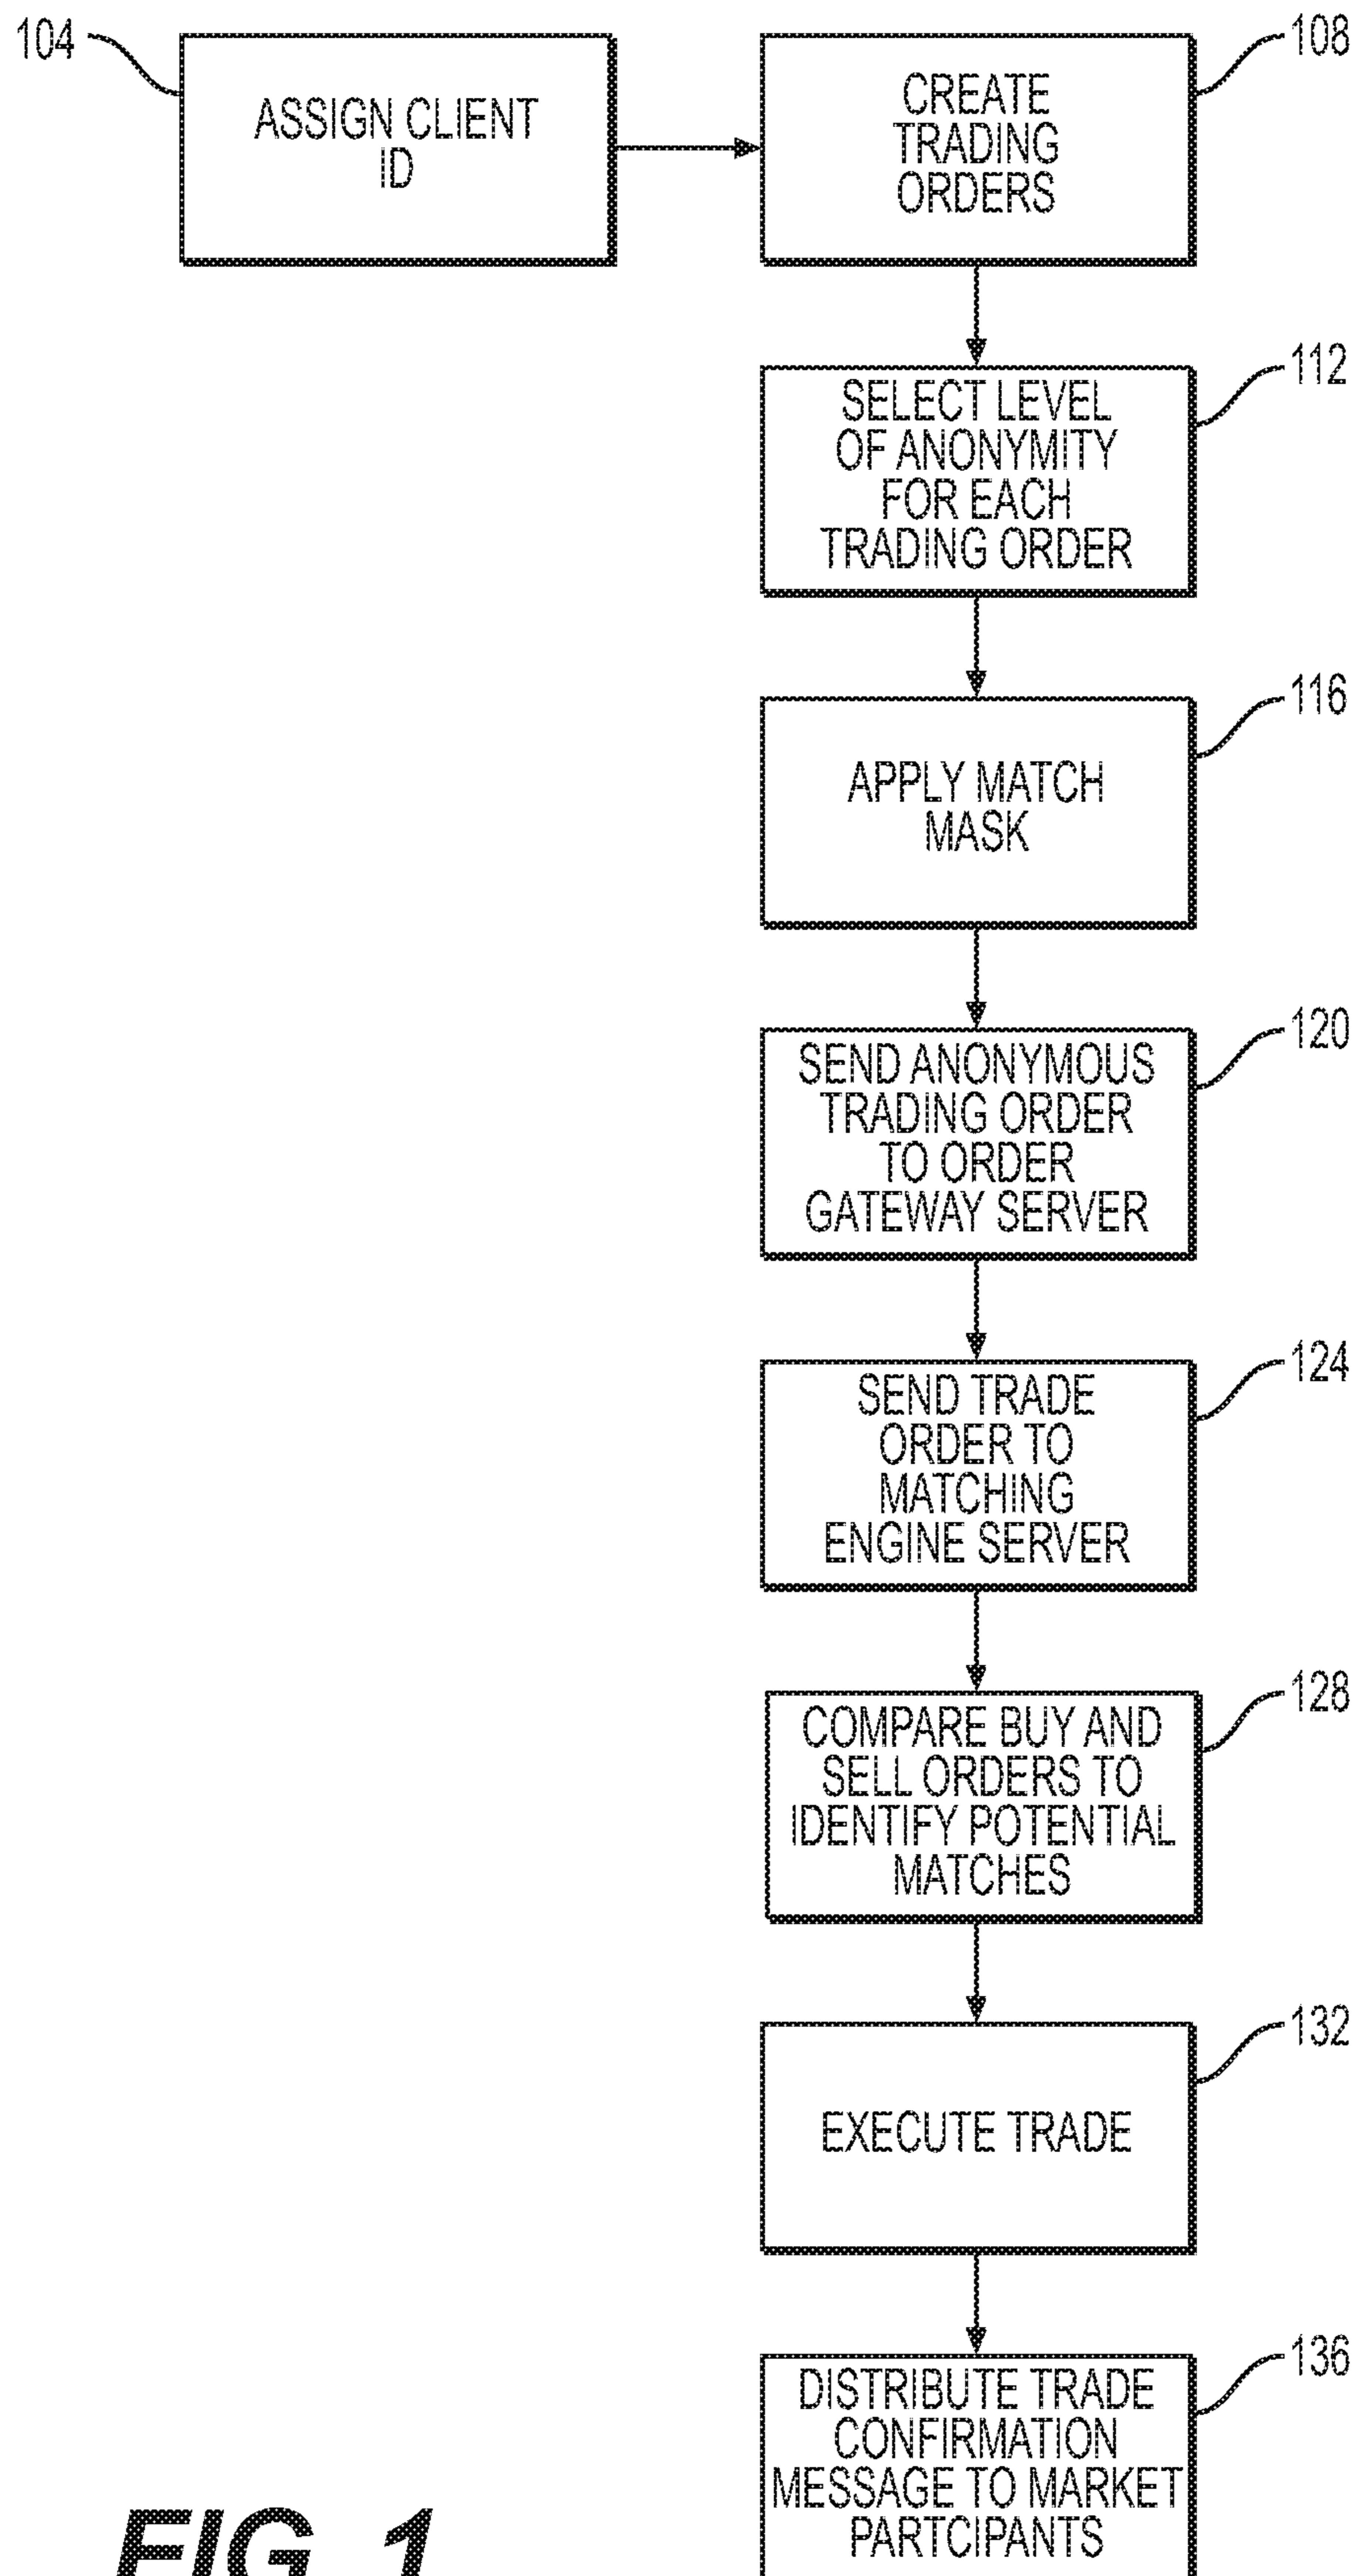 104
ASSIGN CLIENT
ID
108
CREATE
TRADING
ORDERS
112
SELECT LEVEL
OF ANONYMITY
FOR EACH
TRADING ORDER
116
APPLY MATCH
MASK
120
SEND ANONYMOUS
TRADING ORDER
TO ORDER
GATEWAY SERVER
124
SEND TRADE
ORDER TO
MATCHING
ENGINE SERVER
128
COMPARE BUY AND
SELL ORDERS TO
IDENTIFY POTENTIAL
MATCHES
132
EXECUTE TRADE
136
DISTRIBUTE TRADE
CONFIRMATION
MESSAGE TO MARKET
PARTCIPANTS
FIG. 1